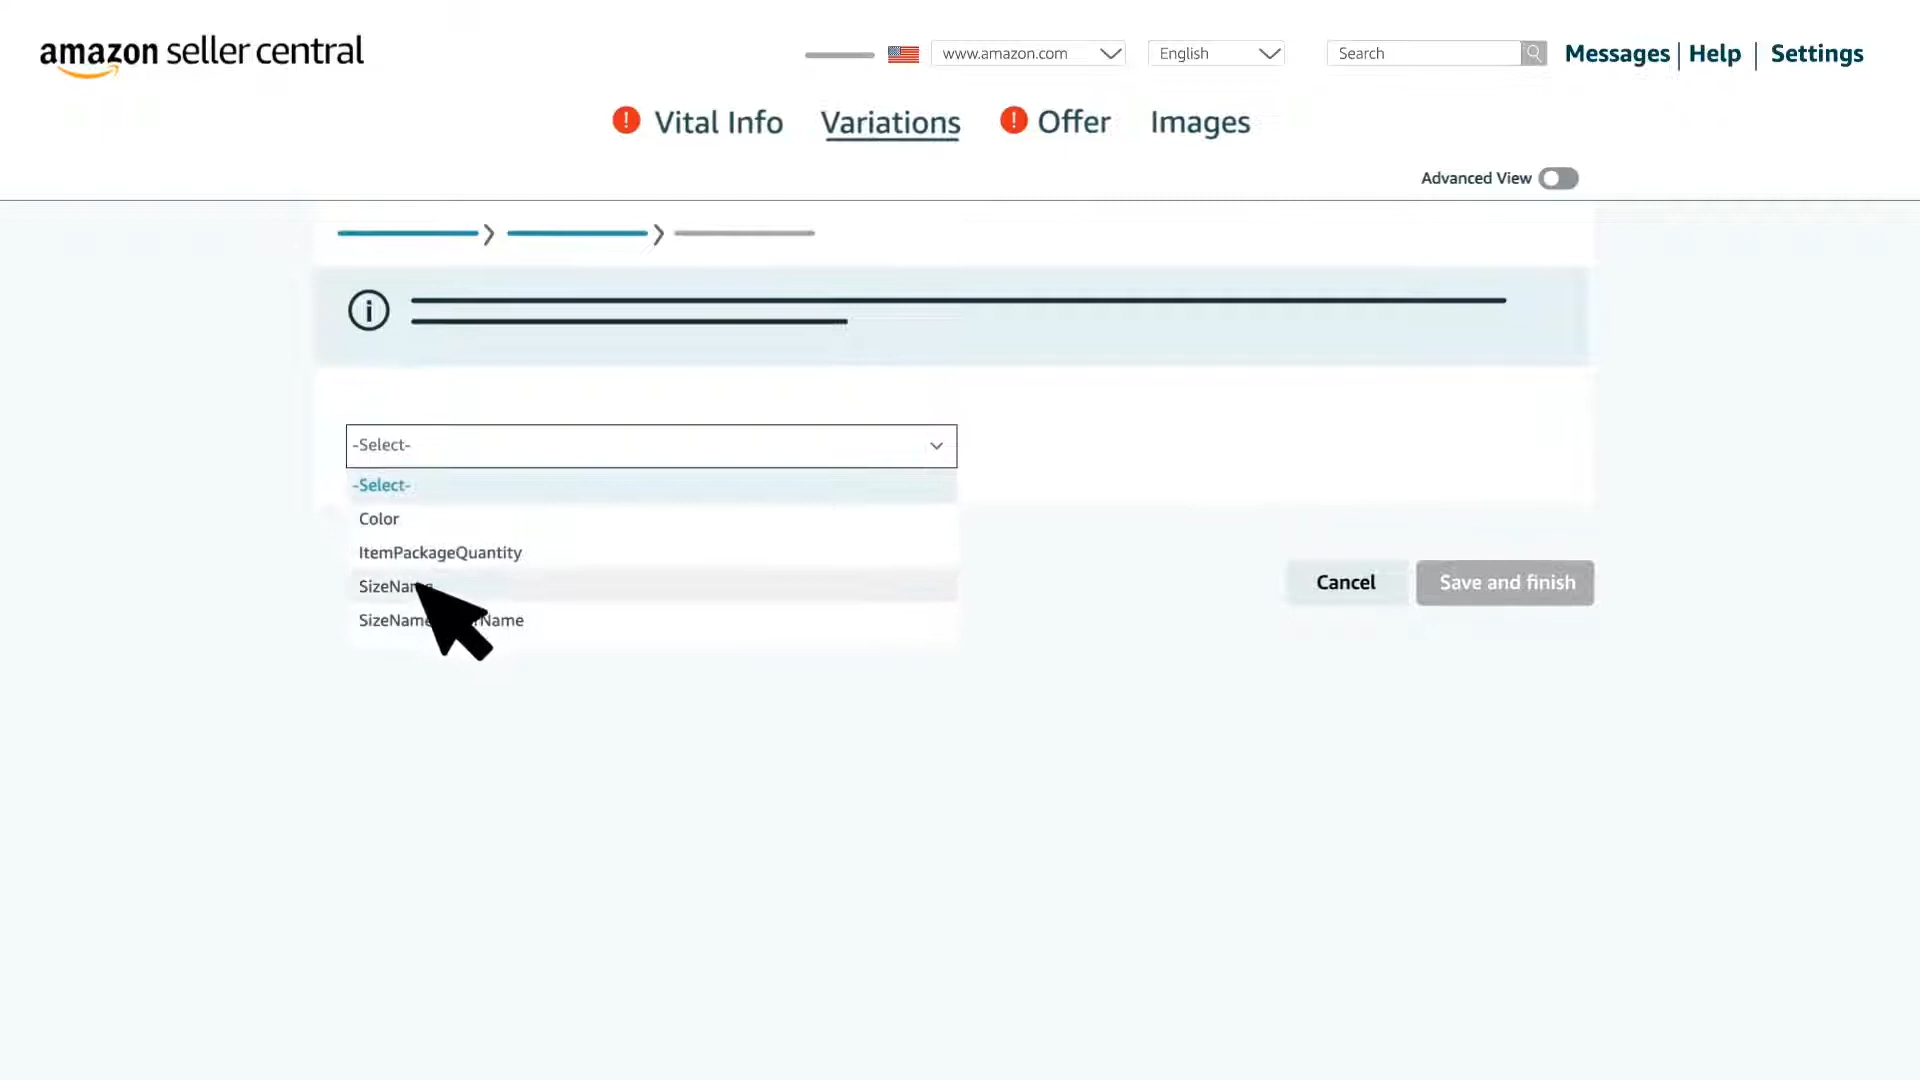 amazon seller central
www.amazon.com
English
Search
Messages | Help | Settings
! Vital Info
Variations
! Offer
Images
Advanced View
i
-Select-
-Select-
Color
ItemPackageQuantity
SizeName
Cancel
Save and finish